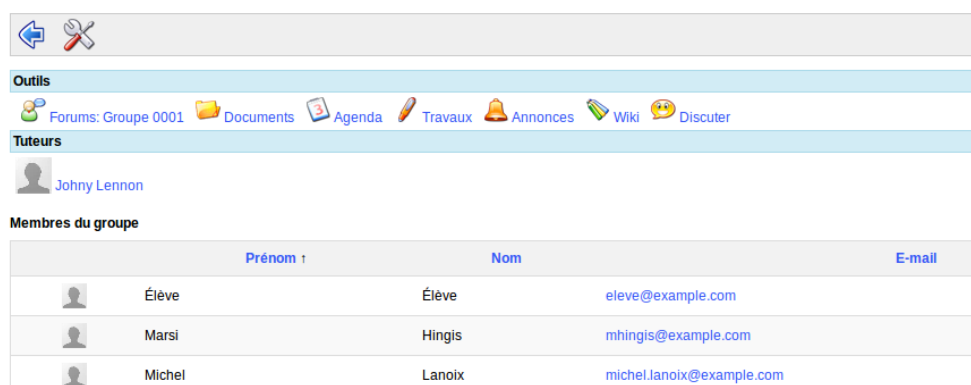 Outils
Forums: Groupe 0001 Documents 3 Agenda Travaux Annonces Wiki Discuter
Tuteurs
Johny Lennon
Membres du groupe
Prénom ↑ Nom E-mail
Élève Élève eleve@example.com
Marsi Hingis mhingis@example.com
Michel Lanoix michel.lanoix@example.com